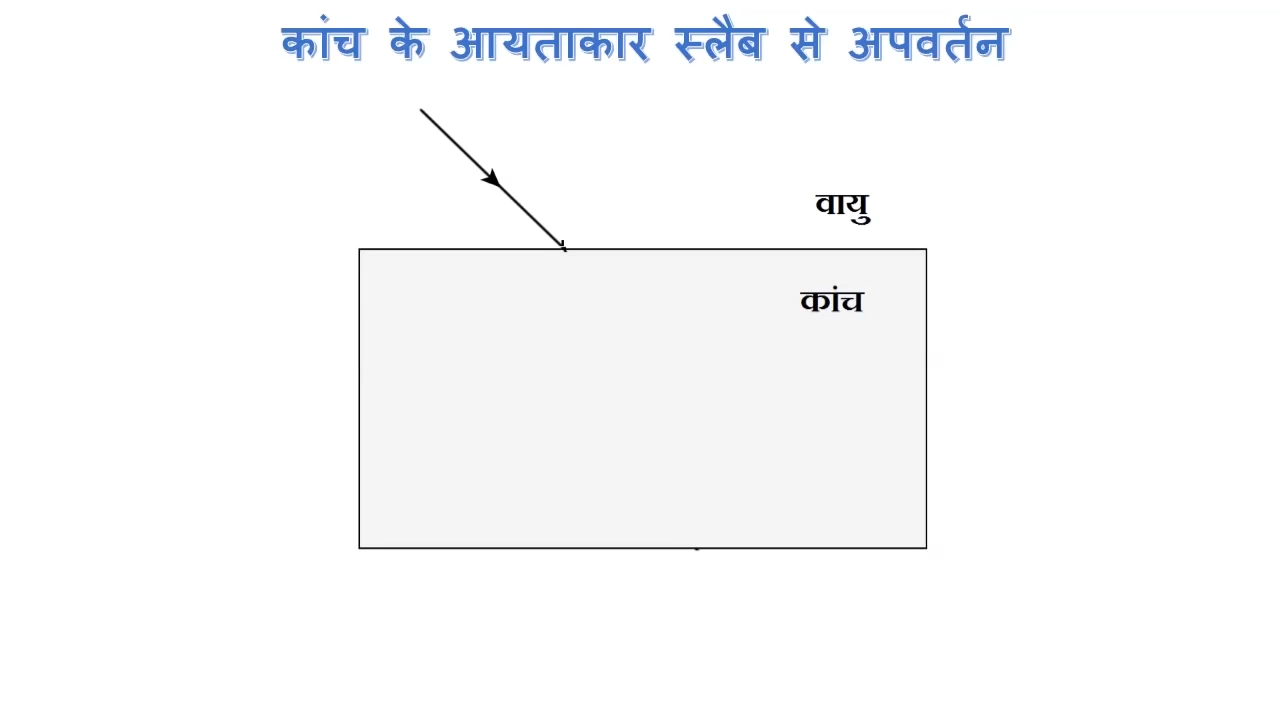 कांच के आयताकार स्लैब से अपवर्तन
वायु
कांच